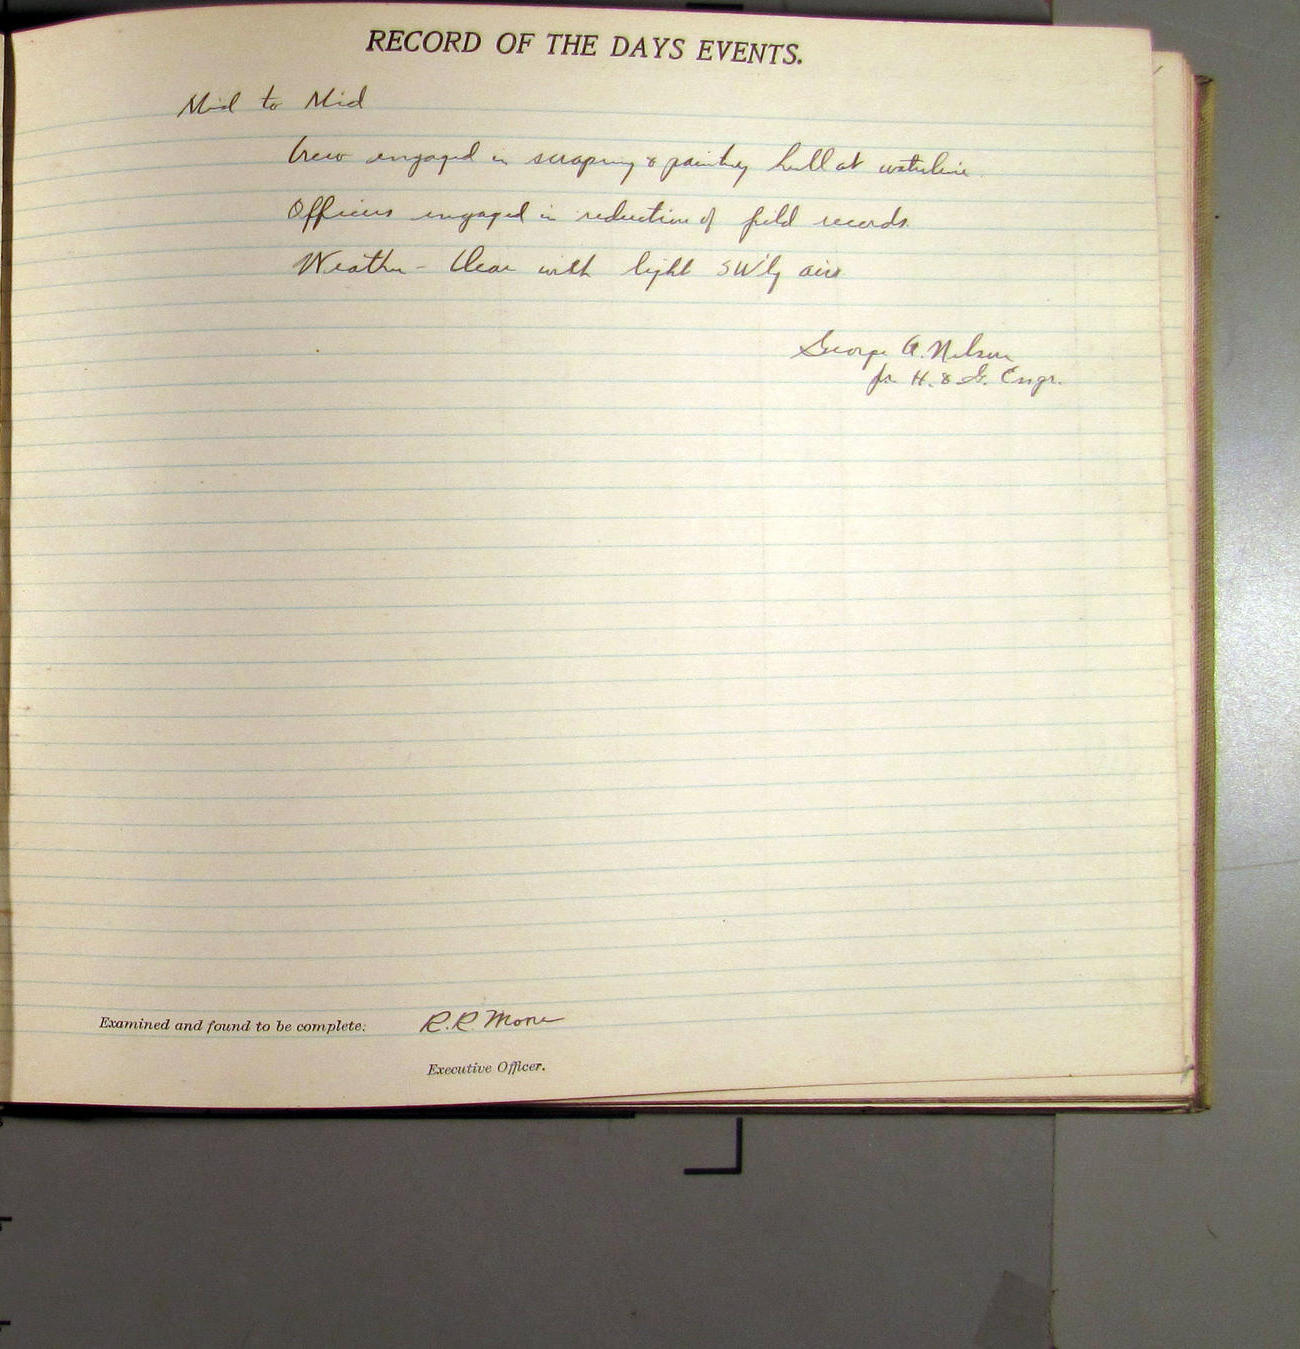 RECORD OF THE DAYS EVENTS.
Mid to Mid
Crew engaged in scraping & painting hull at waterline.
Officers engaged in reduction of field records.
Weather - Clear with light SW'ly airs
George A. Nelson
Jr. H. & G. Engr.
Examined and found to be complete:
R.R. Moore
Executive Officer.